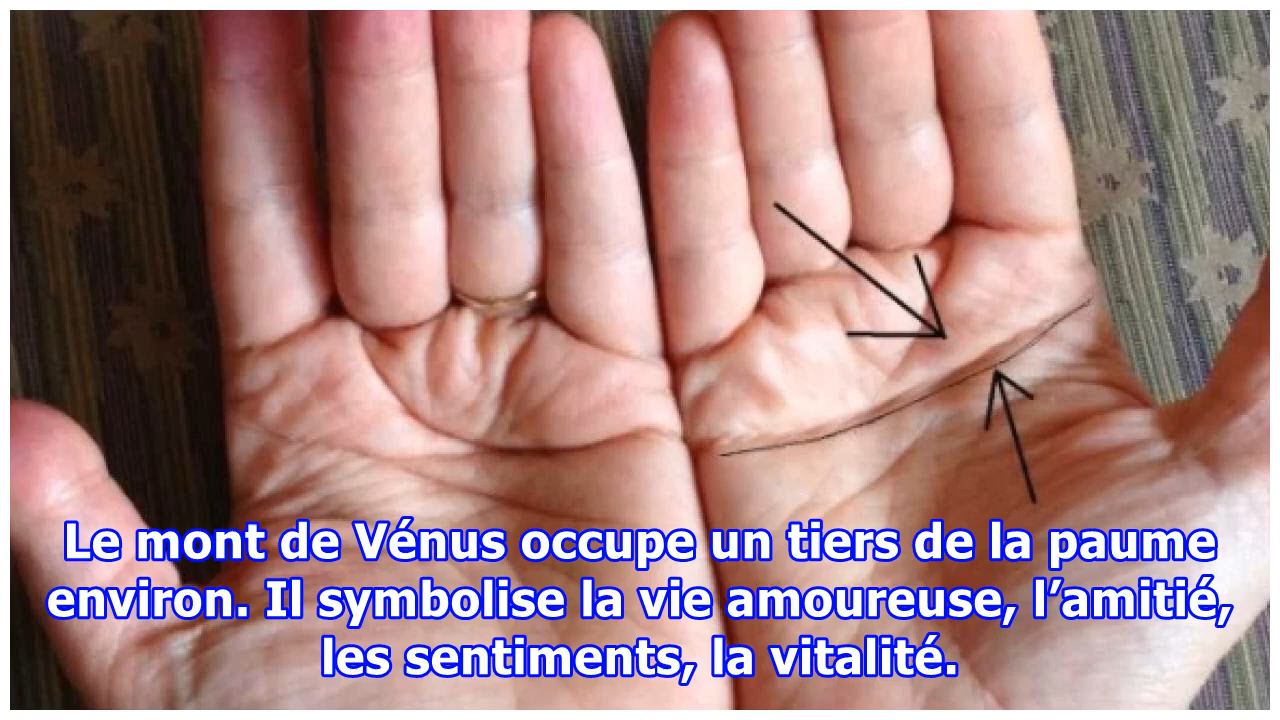 Le mont de Vénus occupe un tiers de la paume
environ. Il symbolise la vie amoureuse, l’amitié,
les sentiments, la vitalité.